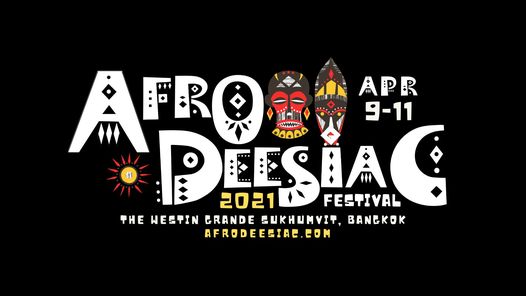 AFRO
APR
9-11
DEESIAC
2021 FESTIVAL
THE WESTIN GRANDE SUKHUMVIT, BANGKOK
AFRODEESIAC.COM